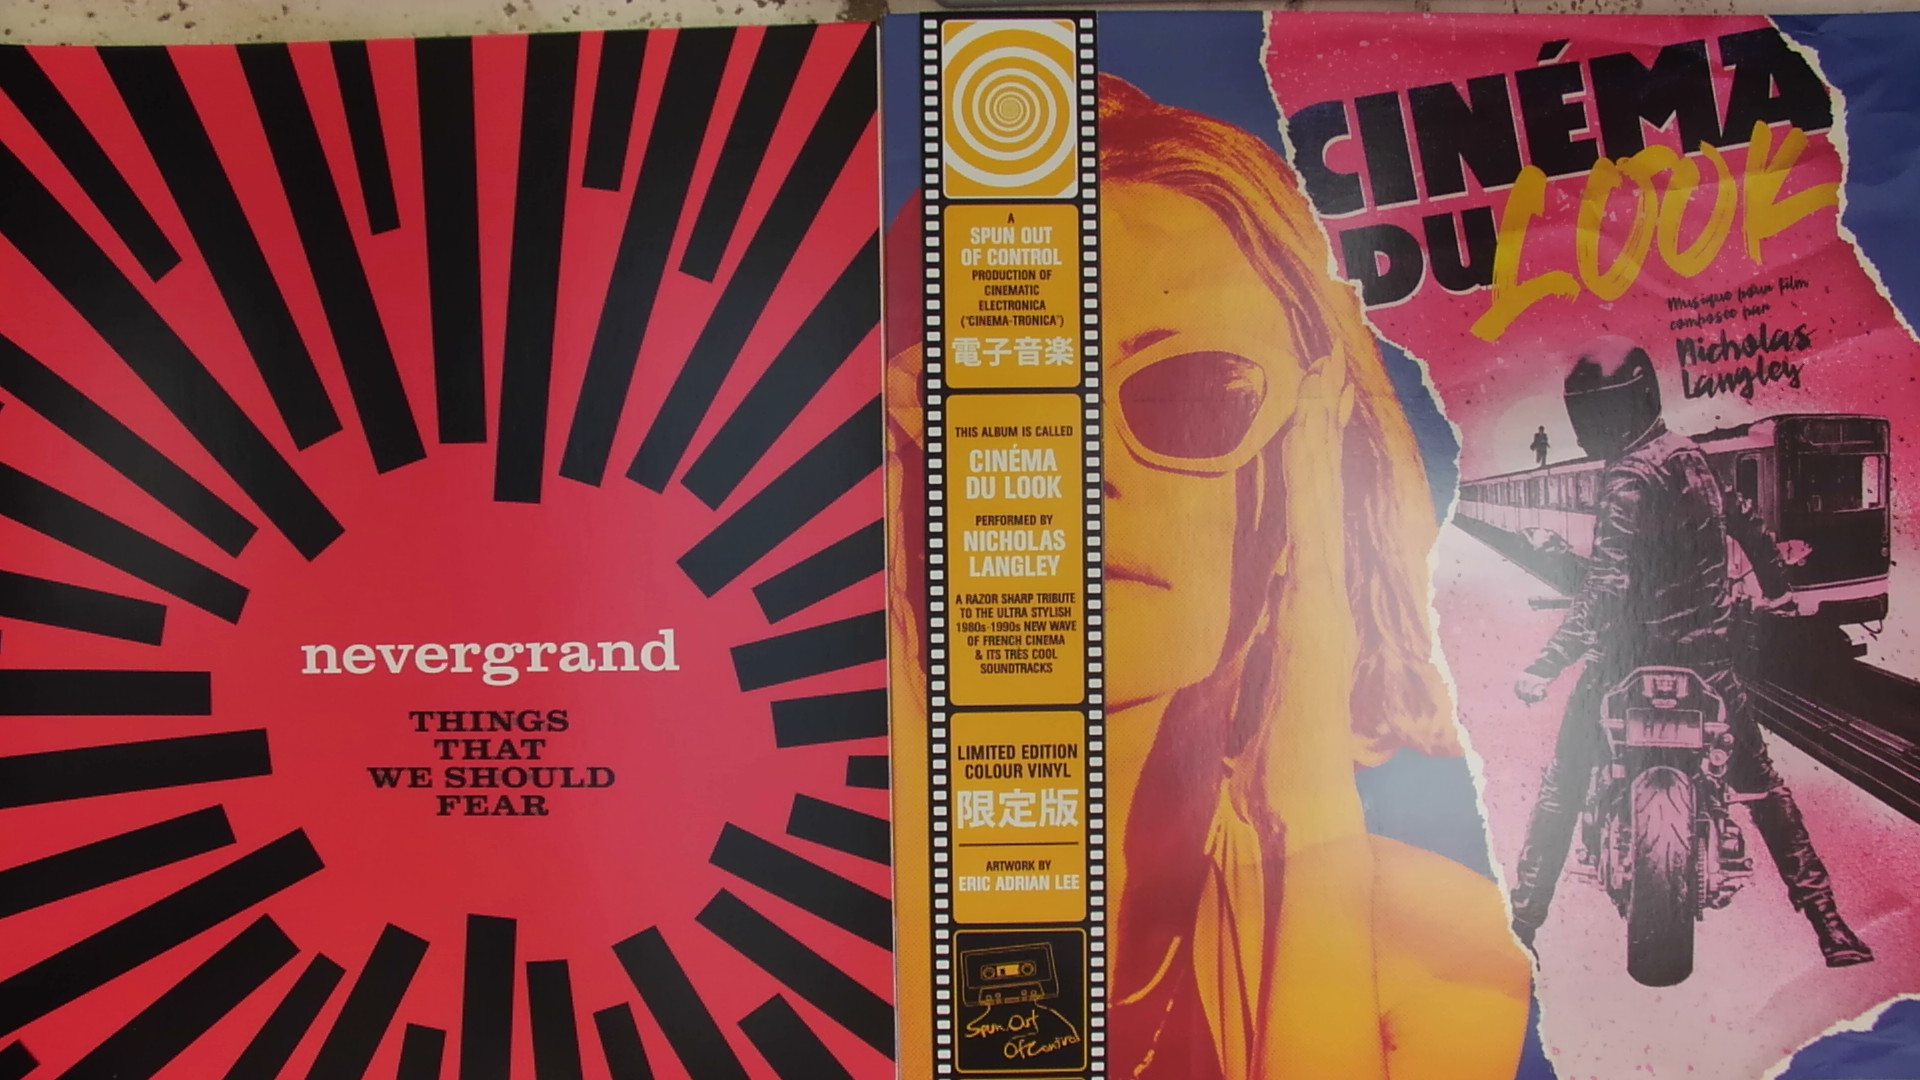 nevergrand
THINGS
THAT
WE SHOULD
FEAR
A
SPUN OUT
OF CONTROL
PRODUCTION OF
CINEMATIC
ELECTRONICA
("CINEMA-TRONICA")
電子音楽
THIS ALBUM IS CALLED
CINÉMA
DU LOOK
PERFORMED BY
NICHOLAS
LANGLEY
A RAZOR SHARP TRIBUTE
TO THE ULTRA STYLISH
1980s-1990s NEW WAVE
OF FRENCH CINEMA
& ITS TRÈS COOL
SOUNDTRACKS
LIMITED EDITION
COLOUR VINYL
限定版
ARTWORK BY
ERIC ADRIAN LEE
Spun Out
Of Control
CINÉMA
DU LOOK
Musique pour film
composée par
Nicholas
Langley